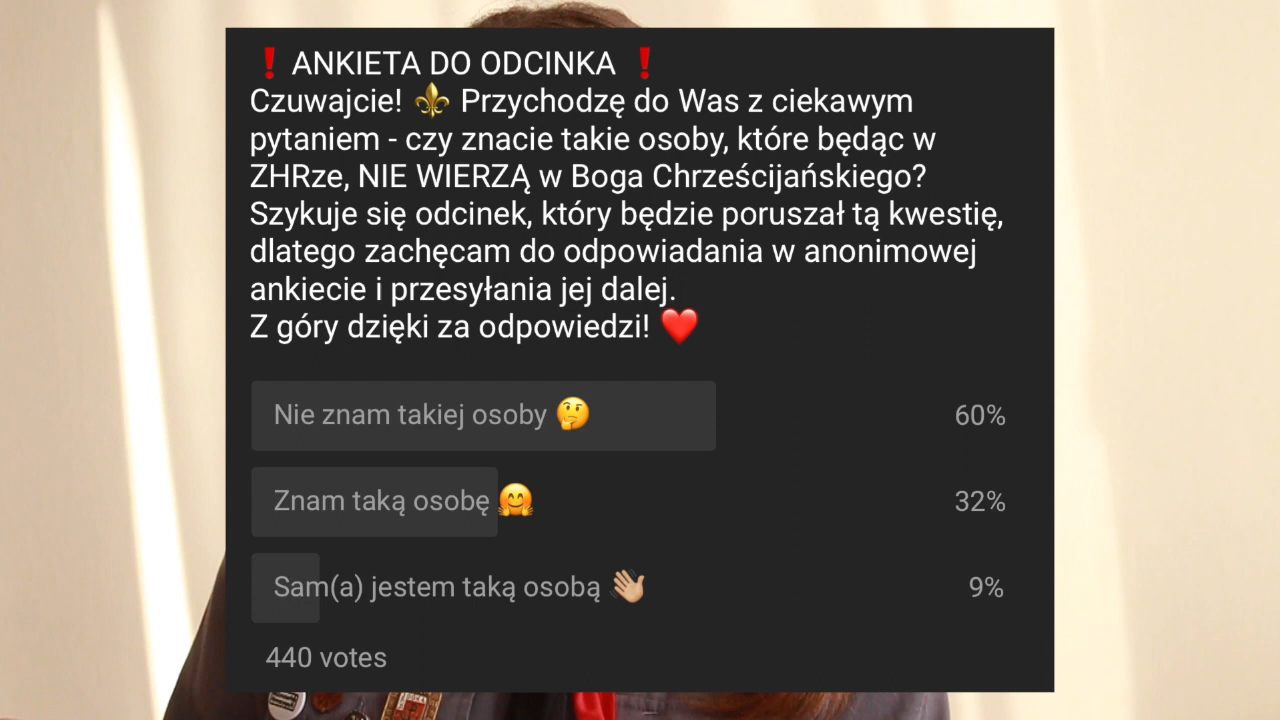 ❗ ANKIETA DO ODCINKA ❗
Czuwajcie! ⚜️ Przychodzę do Was z ciekawym
pytaniem - czy znacie takie osoby, które będąc w
ZHRze, NIE WIERZĄ w Boga Chrześcijańskiego?
Szykuje się odcinek, który będzie poruszał tą kwestię,
dlatego zachęcam do odpowiadania w anonimowej
ankiecie i przesyłania jej dalej.
Z góry dzięki za odpowiedzi! ❤️
Nie znam takiej osoby 🤔 60%
Znam taką osobę 🤗 32%
Sam(a) jestem taką osobą 👋🏼 9%
440 votes